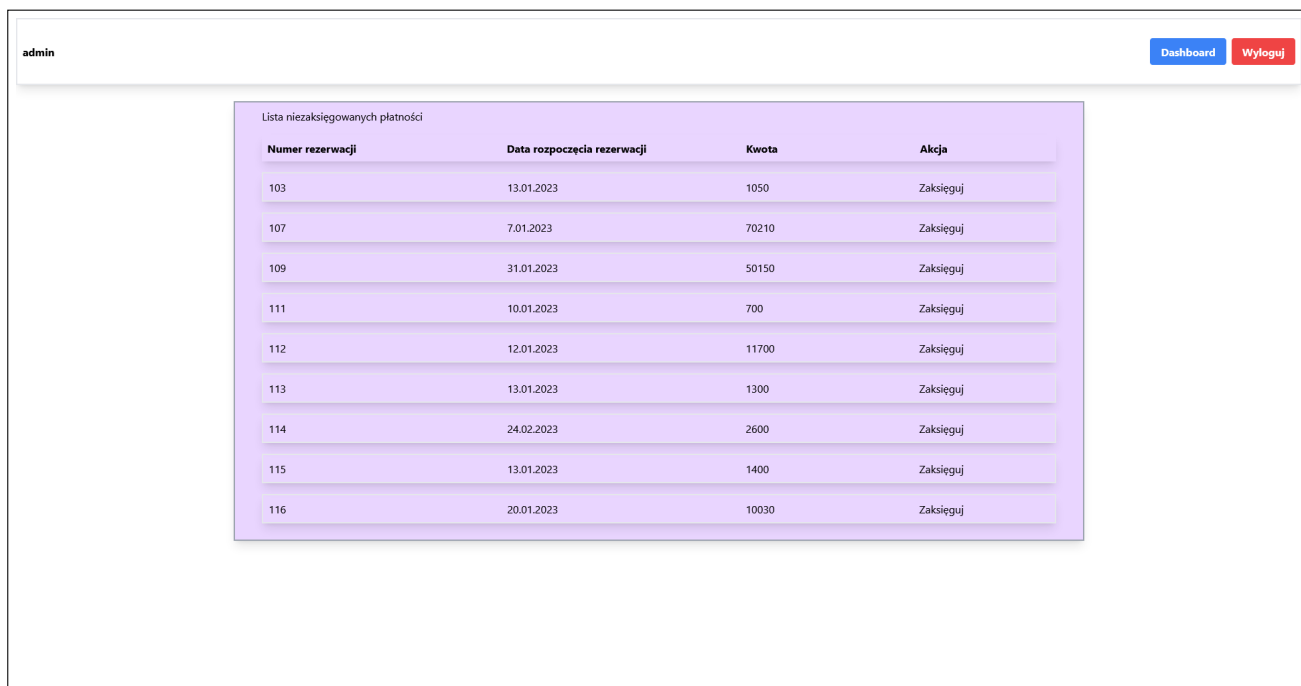 admin Dashboard Wyloguj
Lista niezaksięgowanych płatności
Numer rezerwacji Data rozpoczęcia rezerwacji Kwota Akcja
103 13.01.2023 1050 Zaksięguj
107 7.01.2023 70210 Zaksięguj
109 31.01.2023 50150 Zaksięguj
111 10.01.2023 700 Zaksięguj
112 12.01.2023 11700 Zaksięguj
113 13.01.2023 1300 Zaksięguj
114 24.02.2023 2600 Zaksięguj
115 13.01.2023 1400 Zaksięguj
116 20.01.2023 10030 Zaksięguj